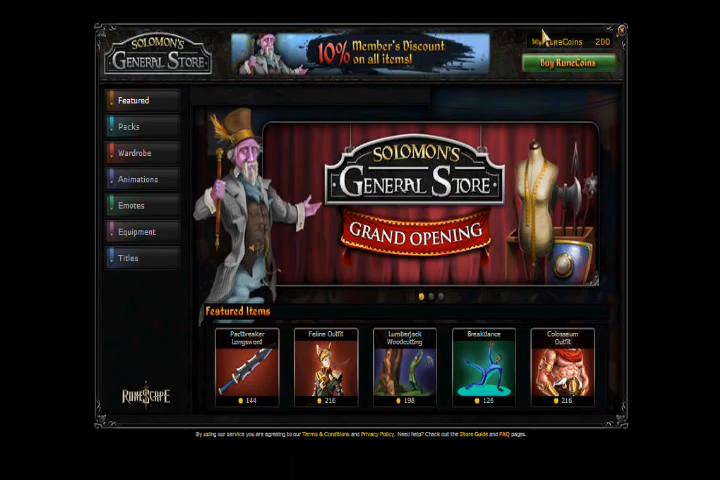 SOLOMON'S
GENERAL STORE
10% Member's Discount
on all items!
My RuneCoins 200
Buy RuneCoins
Featured
Packs
Wardrobe
Animations
Emotes
Equipment
Titles
SOLOMON'S
GENERAL STORE
GRAND OPENING
Featured Items
Pactbreaker
Longsword
144
Feline Outfit
216
Lumberjack
Woodcutting
198
Breakdance
126
Colosseum
Outfit
216
RUNESCAPE
By using our service you are agreeing to our Terms & Conditions and Privacy Policy. Need help? Check out the Store Guide and FAQ pages.